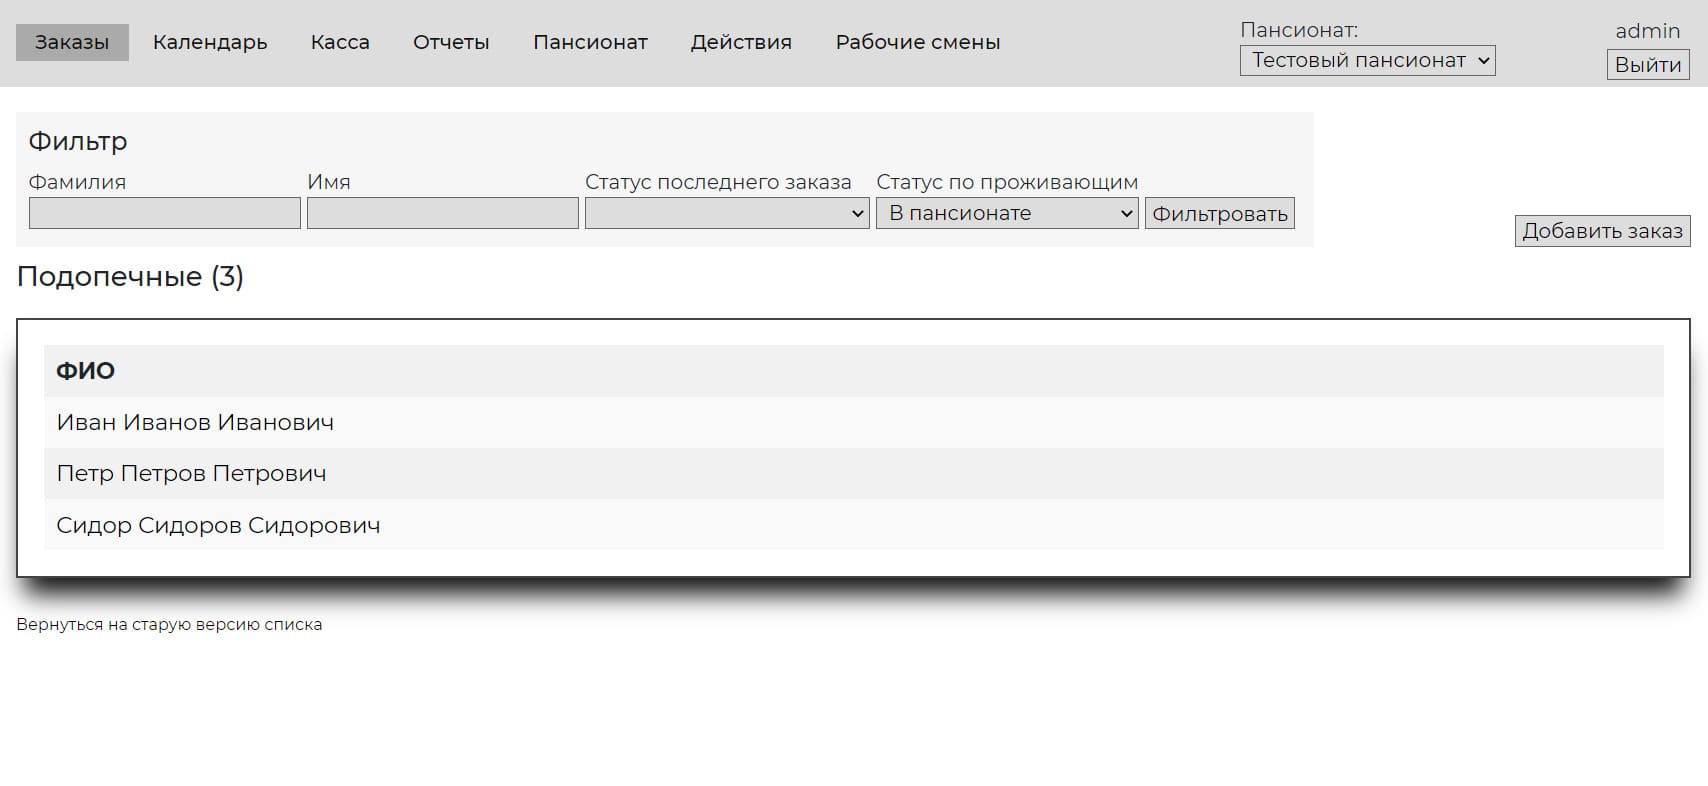 Заказы Календарь Касса Отчеты Пансионат Действия Рабочие смены
Пансионат:
Тестовый пансионат
admin
Выйти
Фильтр
Фамилия Имя Статус последнего заказа Статус по проживающим
В пансионате Фильтровать
Добавить заказ
Подопечные (3)
ФИО
Иван Иванов Иванович
Петр Петров Петрович
Сидор Сидоров Сидорович
Вернуться на старую версию списка